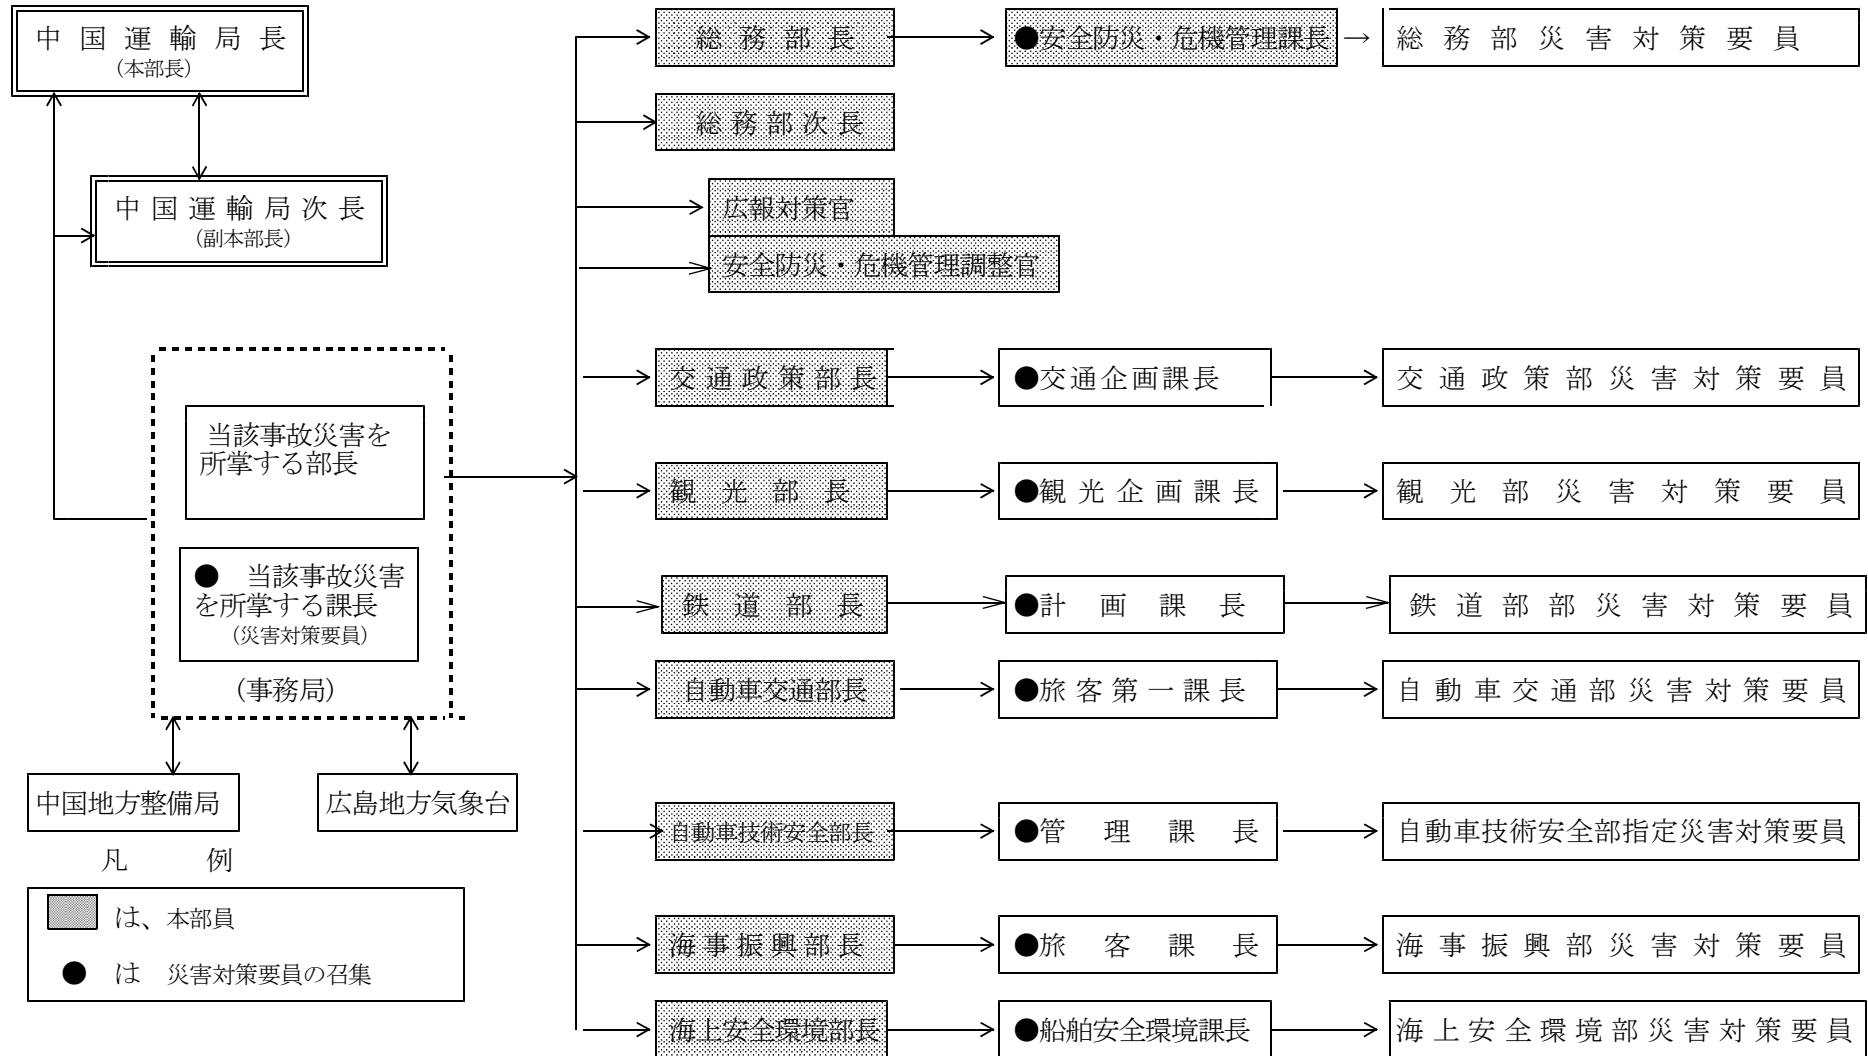 中国運輸局長
（本部長）
中国運輸局次長
（副本部長）
当該事故災害を
所掌する部長
●　当該事故災害
を所掌する課長
（災害対策要員）
（事務局）
中国地方整備局
広島地方気象台
凡　例
は、本部員
●　は　災害対策要員の召集
総務部長
●安全防災・危機管理課長
→
総務部災害対策要員
総務部次長
広報対策官
安全防災・危機管理調整官
交通政策部長
●交通企画課長
交通政策部災害対策要員
観光部長
●観光企画課長
観光部災害対策要員
鉄道部長
●計画課長
鉄道部部災害対策要員
自動車交通部長
●旅客第一課長
自動車交通部災害対策要員
自動車技術安全部長
●管理課長
自動車技術安全部指定災害対策要員
海事振興部長
●旅客課長
海事振興部災害対策要員
海上安全環境部長
●船舶安全環境課長
海上安全環境部災害対策要員